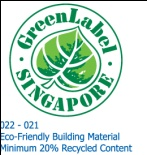 GreenLabel
SINGAPORE
022 - 021
Eco-Friendly Building Material
Minimum 20% Recycled Content